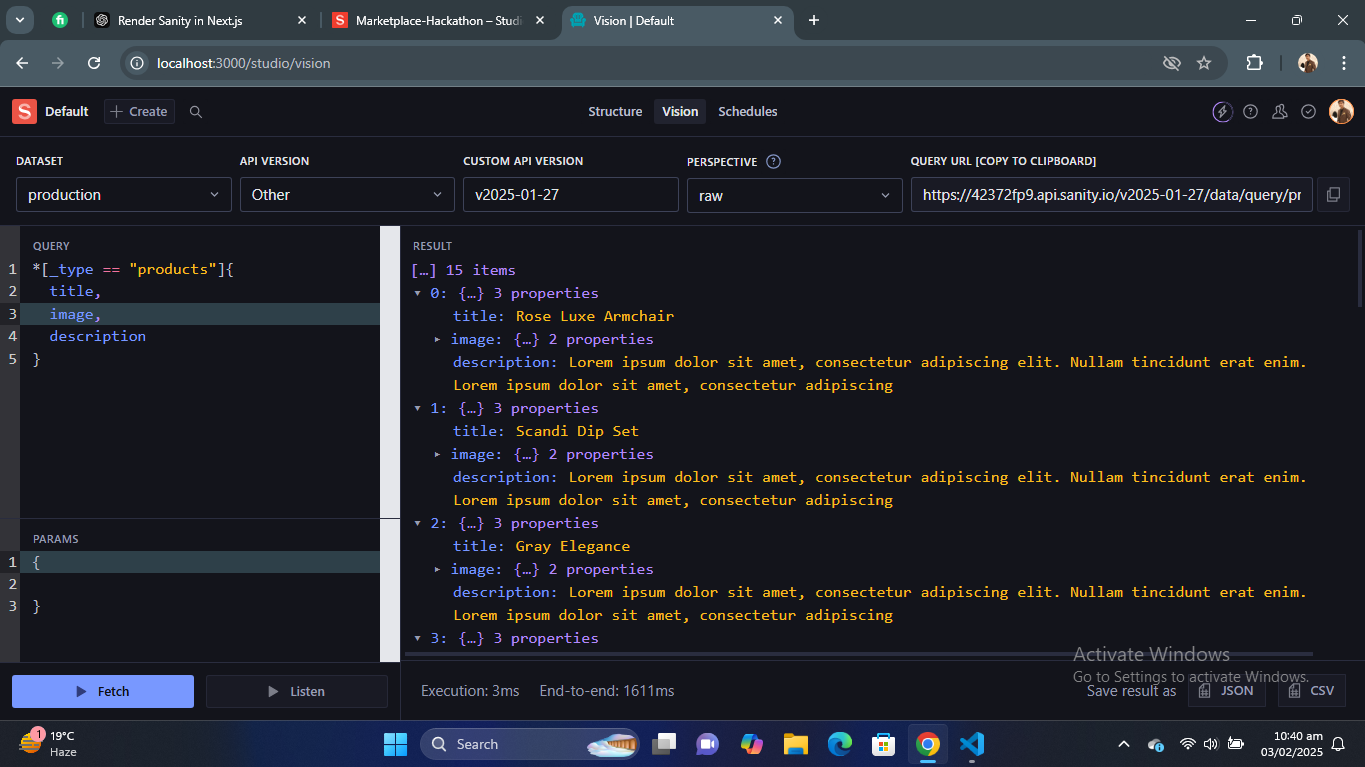 Render Sanity in Next.js
Marketplace-Hackathon – Studi
Vision | Default
localhost:3000/studio/vision
S Default + Create Structure Vision Schedules
DATASET API VERSION CUSTOM API VERSION PERSPECTIVE ? QUERY URL [COPY TO CLIPBOARD]
production Other v2025-01-27 raw https://42372fp9.api.sanity.io/v2025-01-27/data/query/pr
QUERY
1 *[_type == "products"]{
2 title,
3 image,
4 description
5 }
PARAMS
1 {
2
3 }
Fetch Listen
RESULT
[…] 15 items
0: {…} 3 properties
title: Rose Luxe Armchair
image: {…} 2 properties
description: Lorem ipsum dolor sit amet, consectetur adipiscing elit. Nullam tincidunt erat enim.
Lorem ipsum dolor sit amet, consectetur adipiscing
1: {…} 3 properties
title: Scandi Dip Set
image: {…} 2 properties
description: Lorem ipsum dolor sit amet, consectetur adipiscing elit. Nullam tincidunt erat enim.
Lorem ipsum dolor sit amet, consectetur adipiscing
2: {…} 3 properties
title: Gray Elegance
image: {…} 2 properties
description: Lorem ipsum dolor sit amet, consectetur adipiscing elit. Nullam tincidunt erat enim.
Lorem ipsum dolor sit amet, consectetur adipiscing
3: {…} 3 properties
Activate Windows
Go to Settings to activate Windows.
Execution: 3ms End-to-end: 1611ms Save result as JSON CSV
1 19°C
Haze
Search
10:40 am
03/02/2025